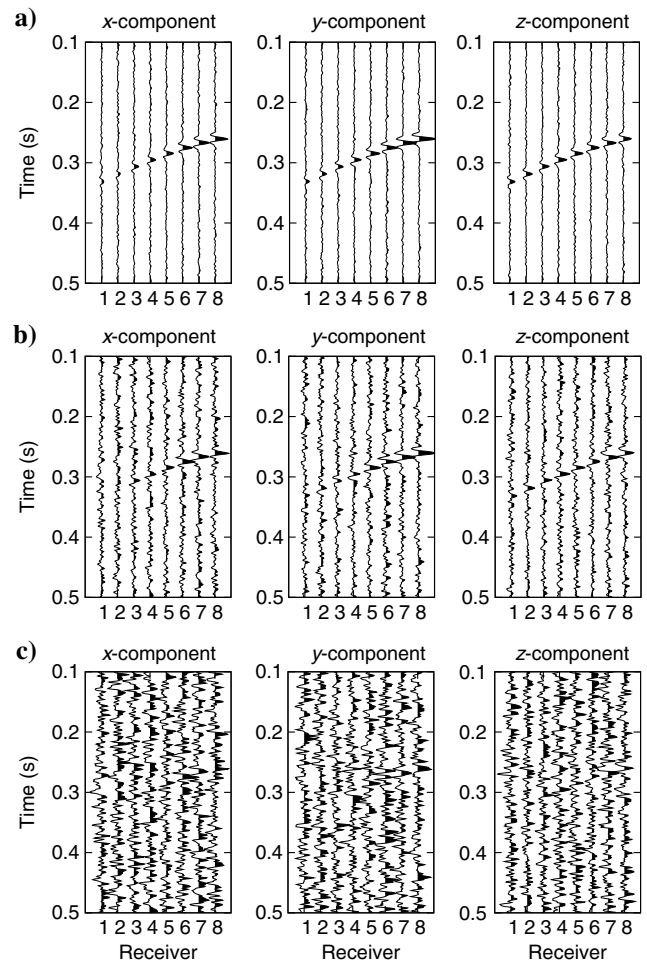 a)
x-component y-component z-component
0.1 0.1 0.1
0.2 0.2 0.2
Time (s)
0.3 0.3 0.3
0.4 0.4 0.4
0.5 0.5 0.5
1 2 3 4 5 6 7 8 1 2 3 4 5 6 7 8 1 2 3 4 5 6 7 8
b)
x-component y-component z-component
0.1 0.1 0.1
0.2 0.2 0.2
Time (s)
0.3 0.3 0.3
0.4 0.4 0.4
0.5 0.5 0.5
1 2 3 4 5 6 7 8 1 2 3 4 5 6 7 8 1 2 3 4 5 6 7 8
c)
x-component y-component z-component
0.1 0.1 0.1
0.2 0.2 0.2
Time (s)
0.3 0.3 0.3
0.4 0.4 0.4
0.5 0.5 0.5
1 2 3 4 5 6 7 8 1 2 3 4 5 6 7 8 1 2 3 4 5 6 7 8
Receiver Receiver Receiver